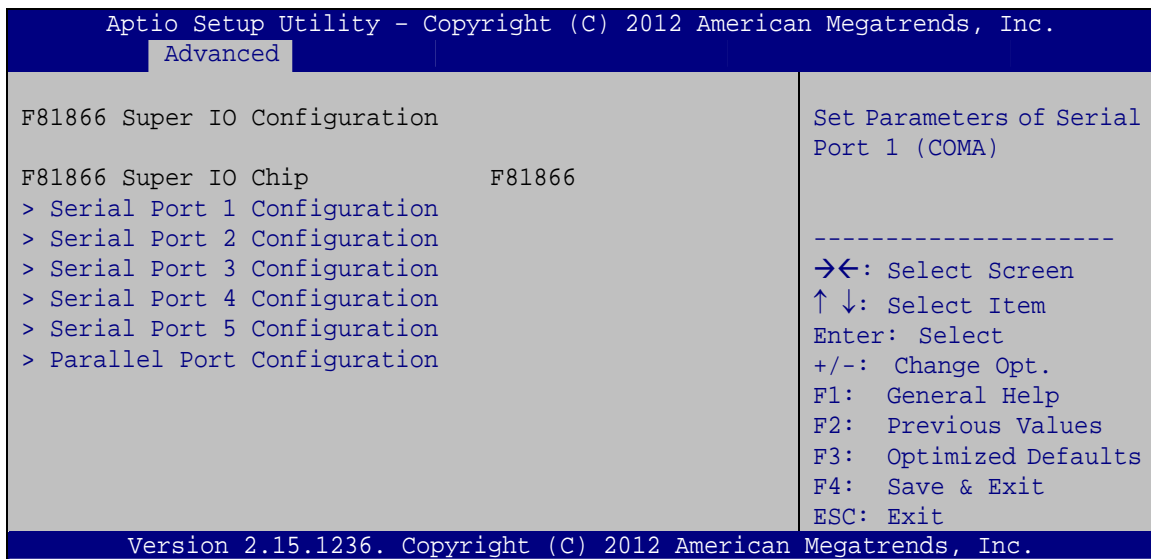 Aptio Setup Utility – Copyright (C) 2012 American Megatrends, Inc.
Advanced
F81866 Super IO Configuration
F81866 Super IO Chip F81866
> Serial Port 1 Configuration
> Serial Port 2 Configuration
> Serial Port 3 Configuration
> Serial Port 4 Configuration
> Serial Port 5 Configuration
> Parallel Port Configuration
Set Parameters of Serial
Port 1 (COMA)
---------------------
→←: Select Screen
↑ ↓: Select Item
Enter: Select
+/-: Change Opt.
F1: General Help
F2: Previous Values
F3: Optimized Defaults
F4: Save & Exit
ESC: Exit
Version 2.15.1236. Copyright (C) 2012 American Megatrends, Inc.